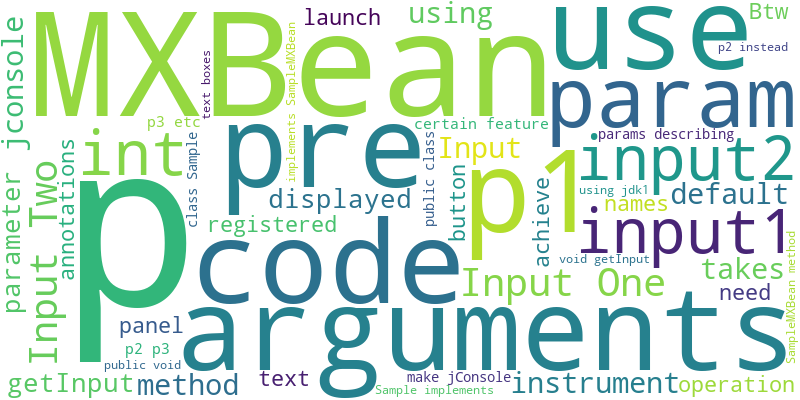 MXBean
use
launch
using
Btw
p2 instead
jconsole
text boxes
implements SampleMXBean
param
p3 etc
certain feature
params describing
pre
int
Input
p1
input2
parameter
Input Two
annotations
class Sample
public class
button
achieve
using jdk1
default
names
displayed
registered
input1
p
code
void getInput
takes
Input One
need
SampleMXBean method
arguments
panel
p2 p3
public void
getInput
method
text
make jConsole
Sample implements
instrument
operation